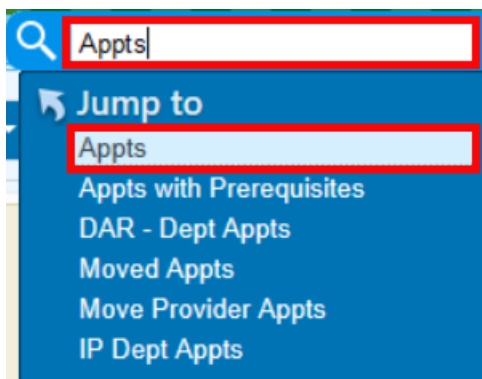 Appts
Jump to
Appts
Appts with Prerequisites
DAR - Dept Appts
Moved Appts
Move Provider Appts
IP Dept Appts